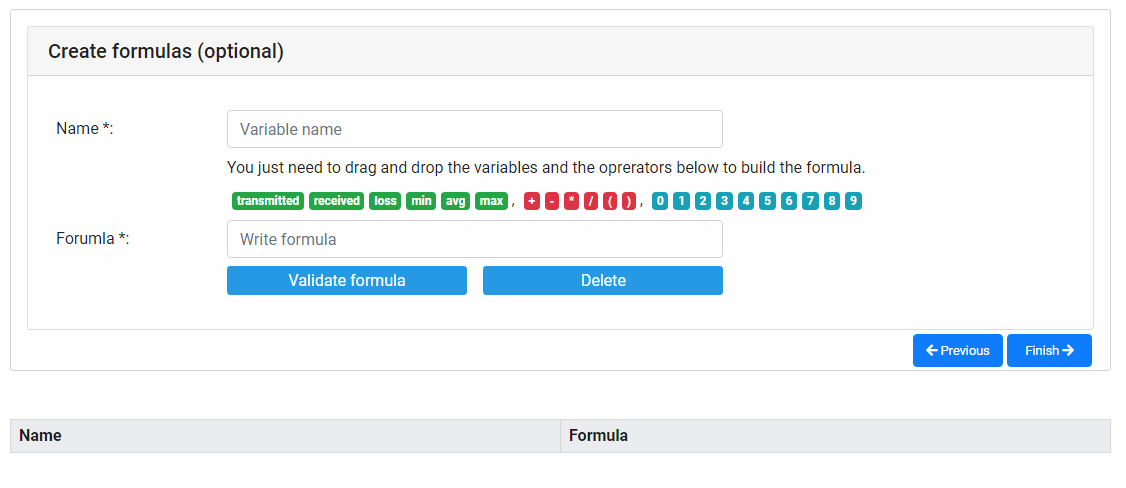 Create formulas (optional)
Name *:
Variable name
You just need to drag and drop the variables and the oprerators below to build the formula.
transmitted received loss min avg max , + - * / ( ) , 0 1 2 3 4 5 6 7 8 9
Forumla *:
Write formula
Validate formula Delete
Previous Finish
Name Formula